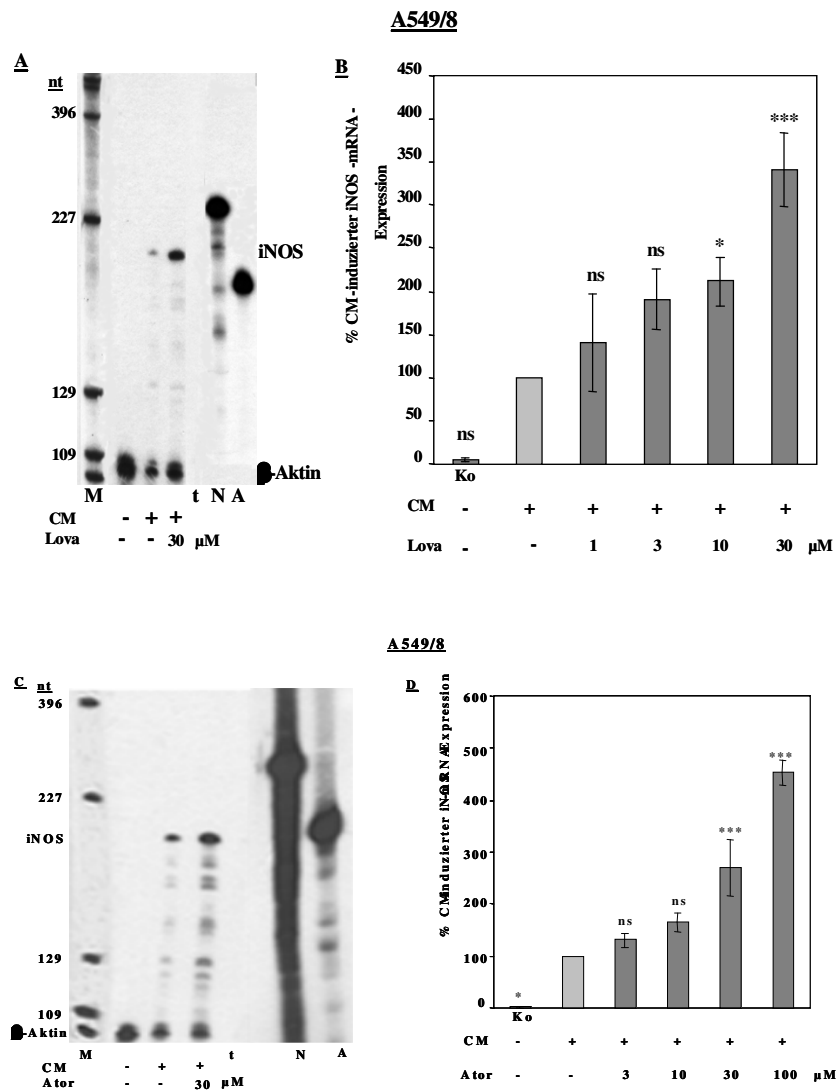 A549/8
A
nt
396
227
iNOS
129
109
-Aktin
M t N A
CM - + +
Lova - - 30 µM
B
% CM-induzierter iNOS -mRNA -
Expression
450
400
350
300
250
200
150
100
50
0
ns
ns
ns
*
***
Ko
CM - + + + + +
Lova - - 1 3 10 30 µM
A549/8
C nt
396
227
iNOS
129
109
-Aktin
M t N A
CM - + +
Ator - - 30 µM
D
% CM-induzierter Expression
600
500
400
300
200
100
0
*
ns
ns
***
***
Ko
CM - + + + + +
Ator - - 3 10 30 100 µM